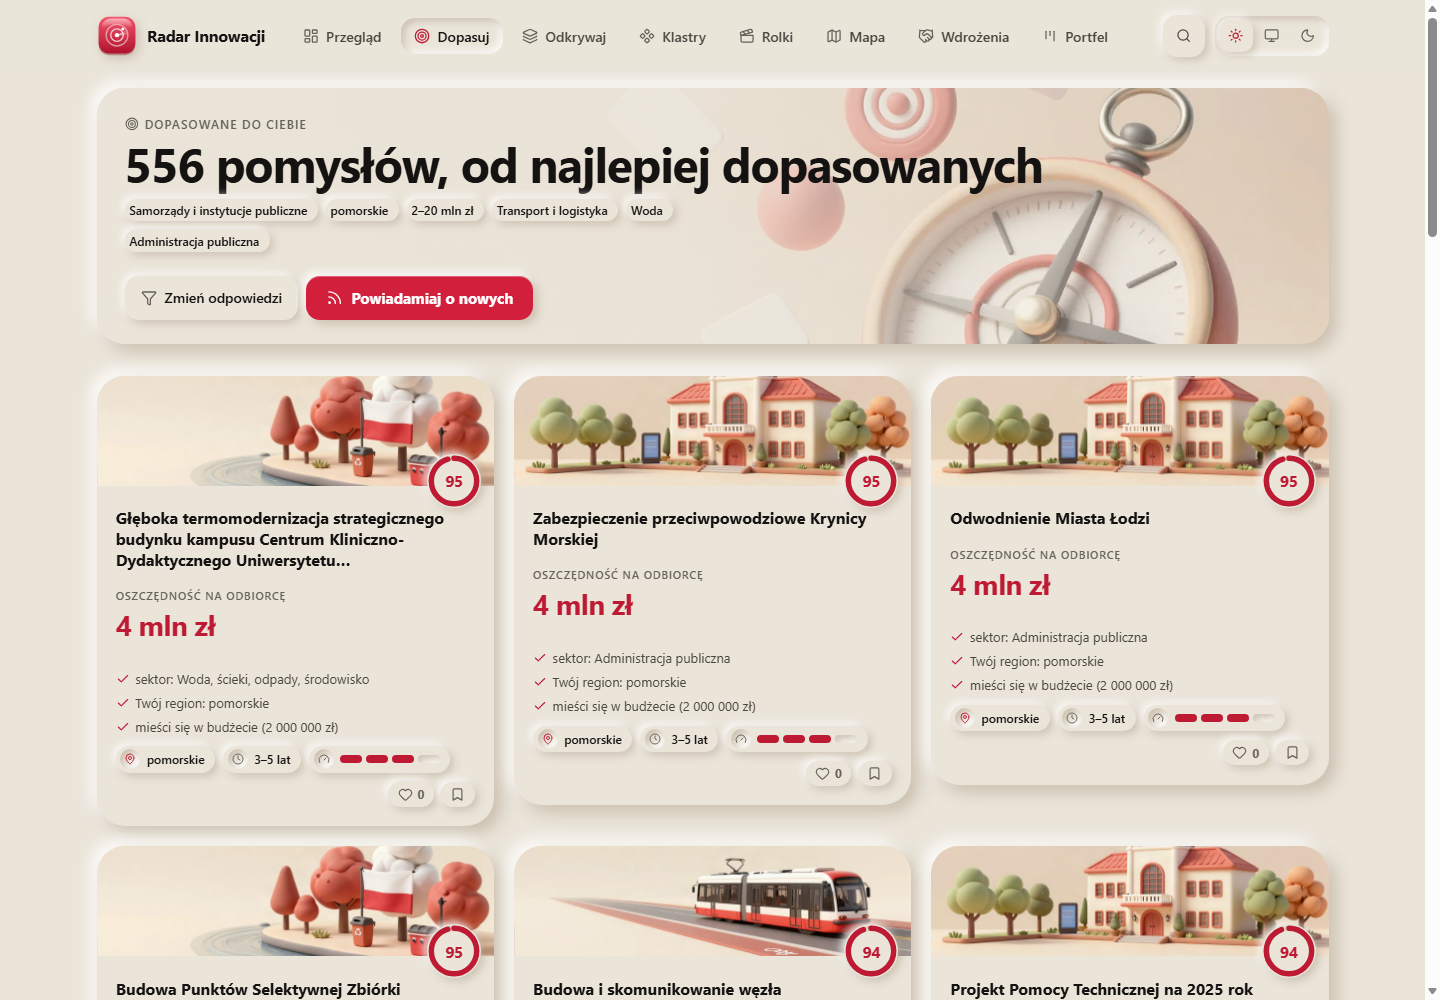 Radar Innowacji
Przegląd
Dopasuj
Odkrywaj
Klastry
Rolki
Mapa
Wdrożenia
Portfel
DOPASOWANE DO CIEBIE
556 pomysłów, od najlepiej dopasowanych
Samorządy i instytucje publiczne
pomorskie
2–20 mln zł
Transport i logistyka
Woda
Administracja publiczna
Zmień odpowiedzi
Powiadamiaj o nowych
95
Głęboka termomodernizacja strategicznego
budynku kampusu Centrum Kliniczno-
Dydaktycznego Uniwersytetu...
OSZCZĘDNOŚĆ NA ODBIORCĘ
4 mln zł
sektor: Woda, ścieki, odpady, środowisko
Twój region: pomorskie
mieści się w budżecie (2 000 000 zł)
pomorskie
3–5 lat
0
95
Zabezpieczenie przeciwpowodziowe Krynicy
Morskiej
OSZCZĘDNOŚĆ NA ODBIORCĘ
4 mln zł
sektor: Administracja publiczna
Twój region: pomorskie
mieści się w budżecie (2 000 000 zł)
pomorskie
3–5 lat
0
95
Odwodnienie Miasta Łodzi
OSZCZĘDNOŚĆ NA ODBIORCĘ
4 mln zł
sektor: Administracja publiczna
Twój region: pomorskie
mieści się w budżecie (2 000 000 zł)
pomorskie
3–5 lat
0
95
Budowa Punktów Selektywnej Zbiórki
94
Budowa i skomunikowanie węzła
94
Projekt Pomocy Technicznej na 2025 rok